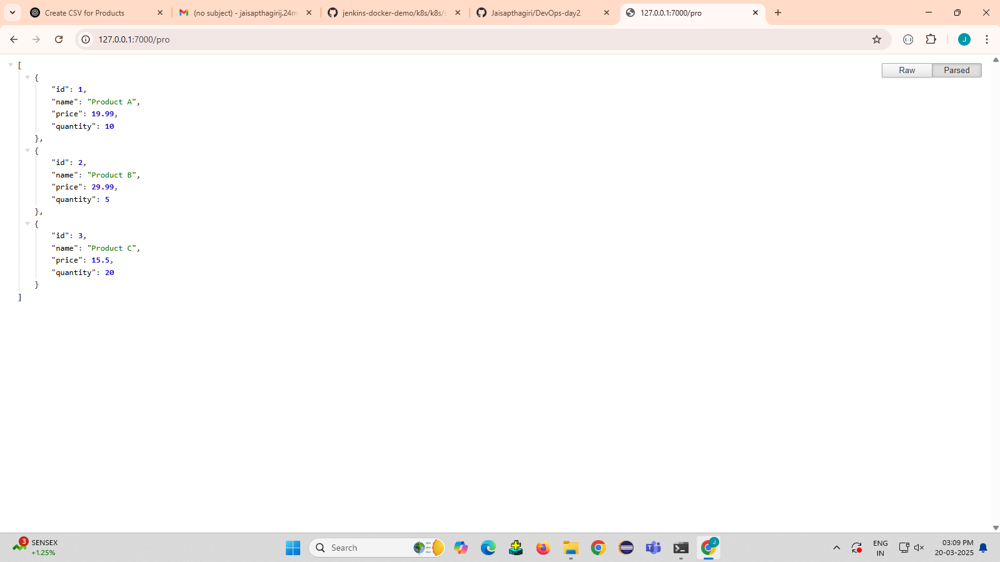 Create CSV for Products
(no subject) - jaisapthagirij.24m
jenkins-docker-demo/k8s/k8s/s
Jaisapthagiri/DevOps-day2
127.0.0.1:7000/pro
127.0.0.1:7000/pro
J
Raw
Parsed
[
{
"id": 1,
"name": "Product A",
"price": 19.99,
"quantity": 10
},
{
"id": 2,
"name": "Product B",
"price": 29.99,
"quantity": 5
},
{
"id": 3,
"name": "Product C",
"price": 15.5,
"quantity": 20
}
]
3
SENSEX
+1.25%
Search
T
J
ENG
IN
03:09 PM
20-03-2025